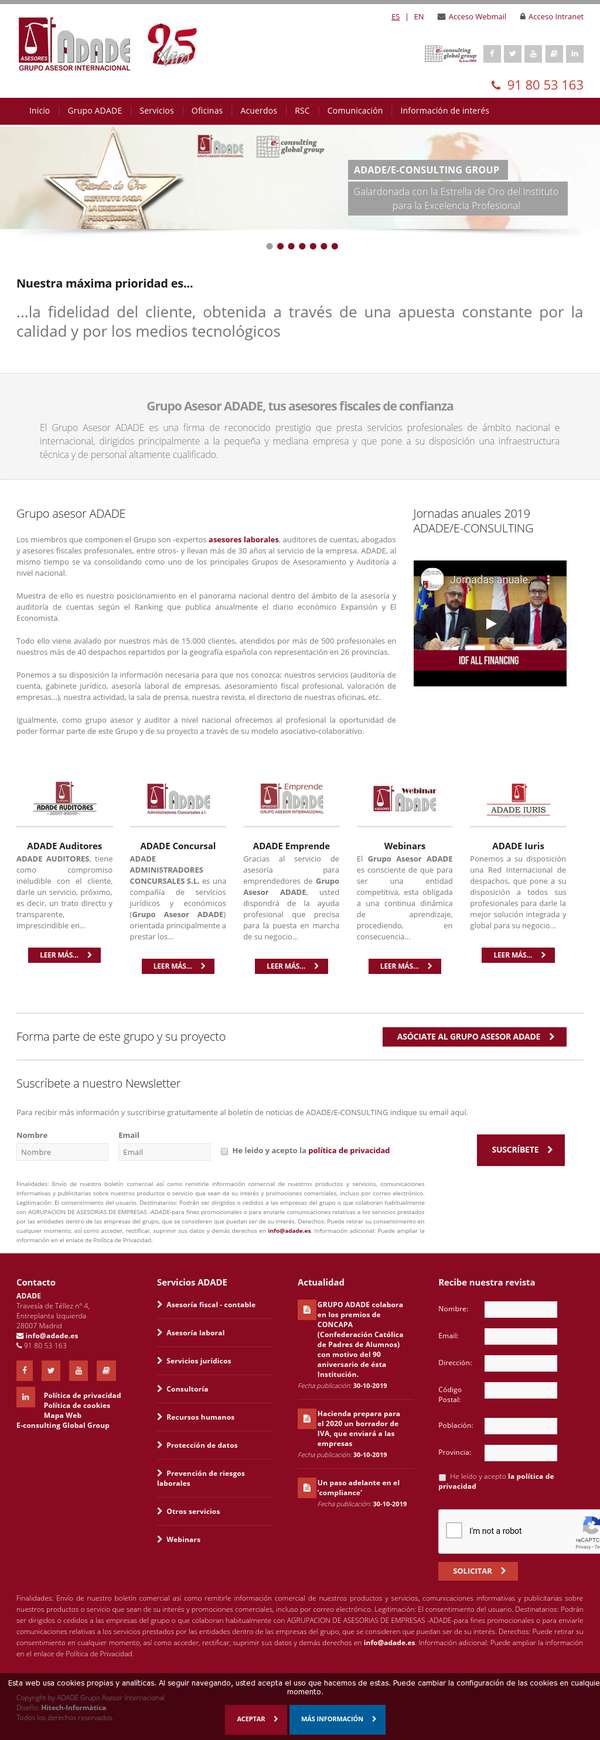 ES | EN Acceso Webmail Acceso Intranet
ASESORES ADADE 25 Años
GRUPO ASESOR INTERNACIONAL
e-consulting global group
91 80 53 163
Inicio Grupo ADADE Servicios Oficinas Acuerdos RSC Comunicación Información de interés
ADADE e-consulting global group
Estrella de Oro
INSTITUTO PARA LA EXCELENCIA PROFESIONAL
ADADE/E-CONSULTING GROUP
Galardonada con la Estrella de Oro del Instituto
para la Excelencia Profesional
Nuestra máxima prioridad es...
...la fidelidad del cliente, obtenida a través de una apuesta constante por la
calidad y por los medios tecnológicos
Grupo Asesor ADADE, tus asesores fiscales de confianza
El Grupo Asesor ADADE es una firma de reconocido prestigio que presta servicios profesionales de ámbito nacional e
internacional, dirigidos principalmente a la pequeña y mediana empresa y que pone a su disposición una infraestructura
técnica y de personal altamente cualificado.
Grupo asesor ADADE
Los miembros que componen el Grupo son -expertos asesores laborales, auditores de cuentas, abogados
y asesores fiscales profesionales, entre otros- y llevan más de 30 años al servicio de la empresa. ADADE, al
mismo tiempo se va consolidando como uno de los principales Grupos de Asesoramiento y Auditoría a
nivel nacional.
Muestra de ello es nuestro posicionamiento en el panorama nacional dentro del ámbito de la asesoría y
auditoría de cuentas según el Ranking que publica anualmente el diario económico Expansión y El
Economista.
Todo ello viene avalado por nuestros más de 15.000 clientes, atendidos por más de 500 profesionales en
nuestros más de 40 despachos repartidos por la geografía española con representación en 26 provincias.
Ponemos a su disposición la información necesaria para que nos conozca; nuestros servicios (auditoría de
cuenta, gabinete jurídico, asesoría laboral de empresas, asesoramiento fiscal profesional, valoración de
empresas...), nuestra actividad, la sala de prensa, nuestra revista, el directorio de nuestras oficinas, etc.
Igualmente, como grupo asesor y auditor a nivel nacional ofrecemos al profesional la oportunidad de
poder formar parte de este Grupo y de su proyecto a través de su modelo asociativo-colaborativo.
Jornadas anuales 2019
ADADE/E-CONSULTING
Jornadas anuale...
IDF ALL FINANCING
ADADE AUDITORES
ADADE Administradores Concursales s.l.
Emprende ADADE GRUPO ASESOR INTERNACIONAL
Webinar ADADE
ADADE IURIS
ADADE Auditores
ADADE AUDITORES, tiene
como compromiso
ineludible con el cliente,
darle un servicio, próximo,
es decir, un trato directo y
transparente,
imprescindible en...
LEER MÁS...
ADADE Concursal
ADADE
ADMINISTRADORES
CONCURSALES S.L. es una
compañía de servicios
jurídicos y económicos
(Grupo Asesor ADADE)
orientada principalmente a
prestar los...
LEER MÁS...
ADADE Emprende
Gracias al servicio de
asesoría para
emprendedores de Grupo
Asesor ADADE, usted
dispondrá de la ayuda
profesional que precisa
para la puesta en marcha
de su negocio...
LEER MÁS...
Webinars
El Grupo Asesor ADADE
es consciente de que para
ser una entidad
competitiva, esta obligada
a una continua dinámica
de aprendizaje,
procediendo, en
consecuencia...
LEER MÁS...
ADADE Iuris
Ponemos a su disposición
una Red Internacional de
despachos, que pone a su
disposición a todos sus
profesionales para darle la
mejor solución integrada y
global para su negocio...
LEER MÁS...
Forma parte de este grupo y su proyecto
ASÓCIATE AL GRUPO ASESOR ADADE
Suscríbete a nuestro Newsletter
Para recibir más información y suscribirse gratuitamente al boletín de noticias de ADADE/E-CONSULTING indique su email aquí.
Nombre Email
Nombre Email He leido y acepto la política de privacidad
SUSCRÍBETE
Finalidades: Envío de nuestro boletín comercial así como remitirle información comercial de nuestros productos y servicios, comunicaciones
informativas y publicitarias sobre nuestros productos o servicio que sean de su interés y promociones comerciales, incluso por correo electrónico.
Legitimación: El consentimiento del usuario. Destinatarios: Podrán ser dirigidos o cedidos a las empresas del grupo o que colaboran habitualmente
con AGRUPACION DE ASESORIAS DE EMPRESAS -ADADE-para fines promocionales o para enviarle comunicaciones relativas a los servicios prestados
por las entidades dentro de las empresas del grupo, que se consideren que puedan ser de su interés. Derechos: Puede retirar su consentimiento en
cualquier momento, así como acceder, rectificar, suprimir sus datos y demás derechos en info@adade.es. Información adicional: Puede ampliar la
información en el enlace de Política de Privacidad.
Contacto
ADADE
Travesía de Téllez nº 4,
Entreplanta Izquierda
28007 Madrid
info@adade.es
91 80 53 163
Política de privacidad
Política de cookies
Mapa Web
E-consulting Global Group
Servicios ADADE
Asesoría fiscal - contable
Asesoría laboral
Servicios jurídicos
Consultoría
Recursos humanos
Protección de datos
Prevención de riesgos
laborales
Otros servicios
Webinars
Actualidad
GRUPO ADADE colabora
en los premios de
CONCAPA
(Confederación Católica
de Padres de Alumnos)
con motivo del 90
aniversario de ésta
Institución.
Fecha publicación: 30-10-2019
Hacienda prepara para
el 2020 un borrador de
IVA, que enviará a las
empresas
Fecha publicación: 30-10-2019
Un paso adelante en el
'compliance'
Fecha publicación: 30-10-2019
Recibe nuestra revista
Nombre:
Email:
Dirección:
Código
Postal:
Población:
Provincia:
He leído y acepto la política de
privacidad
I'm not a robot
reCAPTC
Privacy - Te
SOLICITAR
Finalidades: Envío de nuestro boletín comercial así como remitirle información comercial de nuestros productos y servicios, comunicaciones informativas y publicitarias sobre
nuestros productos o servicio que sean de su interés y promociones comerciales, incluso por correo electrónico. Legitimación: El consentimiento del usuario. Destinatarios: Podrán
ser dirigidos o cedidos a las empresas del grupo o que colaboran habitualmente con AGRUPACION DE ASESORIAS DE EMPRESAS -ADADE-para fines promocionales o para enviarle
comunicaciones relativas a los servicios prestados por las entidades dentro de las empresas del grupo, que se consideren que puedan ser de su interés. Derechos: Puede retirar su
consentimiento en cualquier momento, así como acceder, rectificar, suprimir sus datos y demás derechos en info@adade.es. Información adicional: Puede ampliar la información
en el enlace de Política de Privacidad.
Esta web usa cookies propias y analíticas. Al seguir navegando, usted acepta el uso que hacemos de estas. Puede cambiar la configuración de las cookies en cualquier
momento.
Copyright by ADADE Grupo Asesor Internacional
Diseño: Hitech-Informática
Todos los derechos reservados
ACEPTAR MÁS INFORMACIÓN